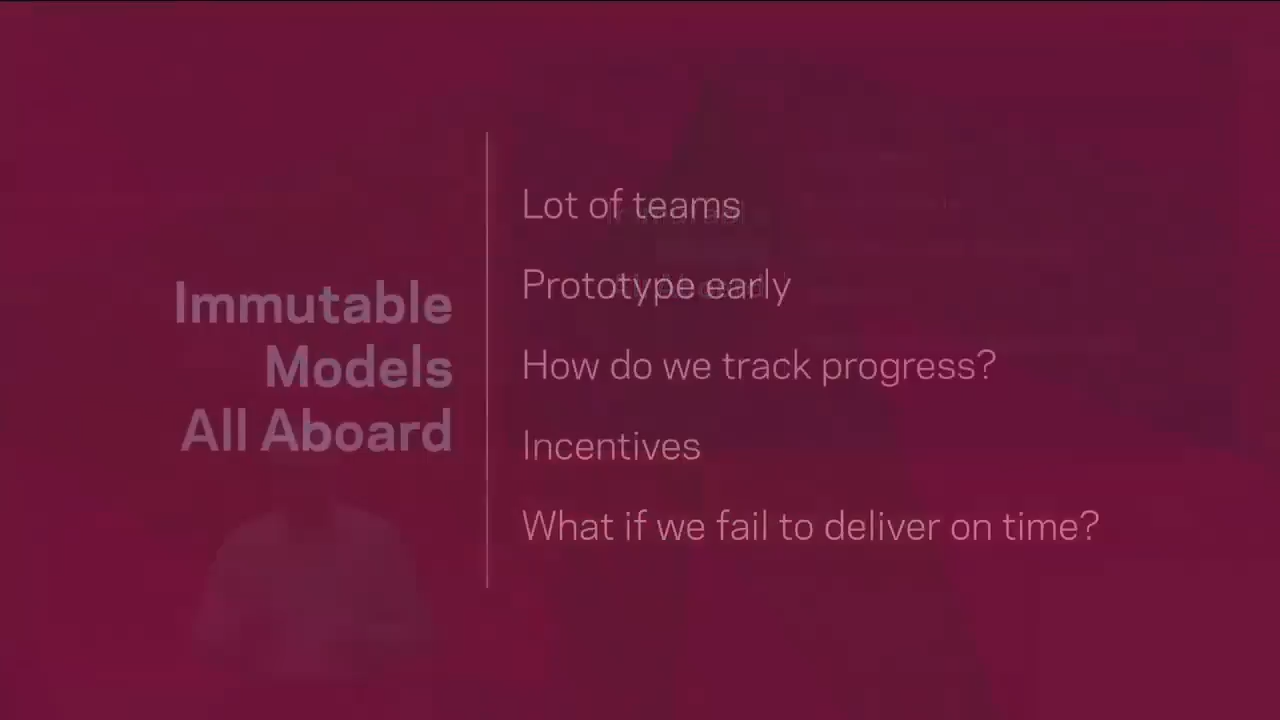 Immutable
Models
All Aboard
Lot of teams
Prototype early
How do we track progress?
Incentives
What if we fail to deliver on time?